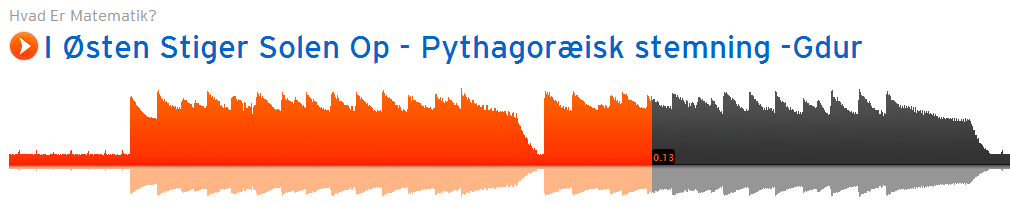 Hvad Er Matematik?
I Østen Stiger Solen Op - Pythagoræisk stemning -Gdur
0.13